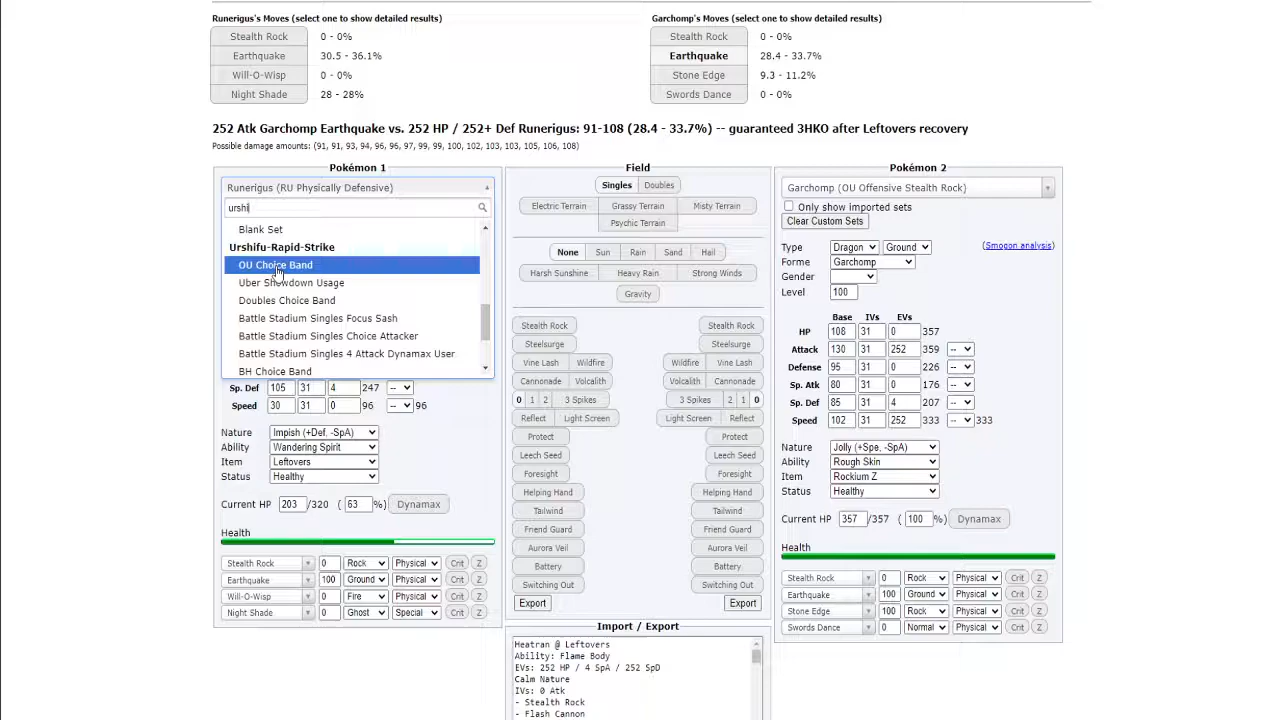 Runerigus's Moves (select one to show detailed results)
Stealth Rock 0 - 0%
Earthquake 30.5 - 36.1%
Will-O-Wisp 0 - 0%
Night Shade 28 - 28%
Garchomp's Moves (select one to show detailed results)
Stealth Rock 0 - 0%
Earthquake 28.4 - 33.7%
Stone Edge 9.3 - 11.2%
Swords Dance 0 - 0%
252 Atk Garchomp Earthquake vs. 252 HP / 252+ Def Runerigus: 91-108 (28.4 - 33.7%) -- guaranteed 3HKO after Leftovers recovery
Possible damage amounts: (91, 91, 93, 94, 96, 96, 97, 99, 99, 100, 102, 103, 103, 105, 106, 108)
Pokémon 1
Runerigus (RU Physically Defensive)
urshi
Blank Set
Urshifu-Rapid-Strike
OU Choice Band
Uber Showdown Usage
Doubles Choice Band
Battle Stadium Singles Focus Sash
Battle Stadium Singles Choice Attacker
Battle Stadium Singles 4 Attack Dynamax User
BH Choice Band
Sp. Def 105 31 4 247 --
Speed 30 31 0 96 -- 96
Nature Impish (+Def, -SpA)
Ability Wandering Spirit
Item Leftovers
Status Healthy
Current HP 203 /320 ( 63 %) Dynamax
Health
Stealth Rock 0 Rock Physical Crit Z
Earthquake 100 Ground Physical Crit Z
Will-O-Wisp 0 Fire Physical Crit Z
Night Shade 0 Ghost Special Crit Z
Field
Singles Doubles
Electric Terrain Grassy Terrain Misty Terrain
Psychic Terrain
None Sun Rain Sand Hail
Harsh Sunshine Heavy Rain Strong Winds
Gravity
Stealth Rock Stealth Rock
Steelsurge Steelsurge
Vine Lash Wildfire Wildfire Vine Lash
Cannonade Volcalith Volcalith Cannonade
0 1 2 3 Spikes 3 Spikes 2 1 0
Reflect Light Screen Light Screen Reflect
Protect Protect
Leech Seed Leech Seed
Foresight Foresight
Helping Hand Helping Hand
Tailwind Tailwind
Friend Guard Friend Guard
Aurora Veil Aurora Veil
Battery Battery
Switching Out Switching Out
Export Export
Import / Export
Heatran @ Leftovers
Ability: Flame Body
EVs: 252 HP / 4 SpA / 252 SpD
Calm Nature
IVs: 0 Atk
- Stealth Rock
- Flash Cannon
Pokémon 2
Garchomp (OU Offensive Stealth Rock)
Only show imported sets
Clear Custom Sets
Type Dragon Ground (Smogon analysis)
Forme Garchomp
Gender
Level 100
Base IVs EVs
HP 108 31 0 357
Attack 130 31 252 359 --
Defense 95 31 0 226 --
Sp. Atk 80 31 0 176 --
Sp. Def 85 31 4 207 --
Speed 102 31 252 333 -- 333
Nature Jolly (+Spe, -SpA)
Ability Rough Skin
Item Rockium Z
Status Healthy
Current HP 357 /357 ( 100 %) Dynamax
Health
Stealth Rock 0 Rock Physical Crit Z
Earthquake 100 Ground Physical Crit Z
Stone Edge 100 Rock Physical Crit Z
Swords Dance 0 Normal Physical Crit Z